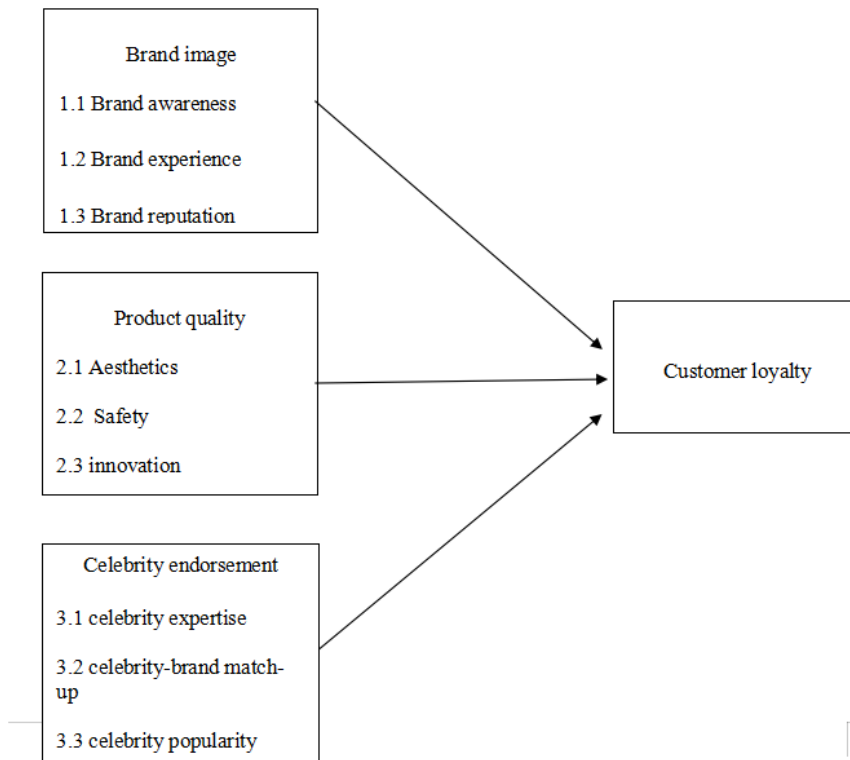 Brand image
1.1 Brand awareness
1.2 Brand experience
1.3 Brand reputation
Product quality
2.1 Aesthetics
2.2  Safety
2.3 innovation
Customer loyalty
Celebrity endorsement
3.1 celebrity expertise
3.2 celebrity-brand match-
up
3.3 celebrity popularity